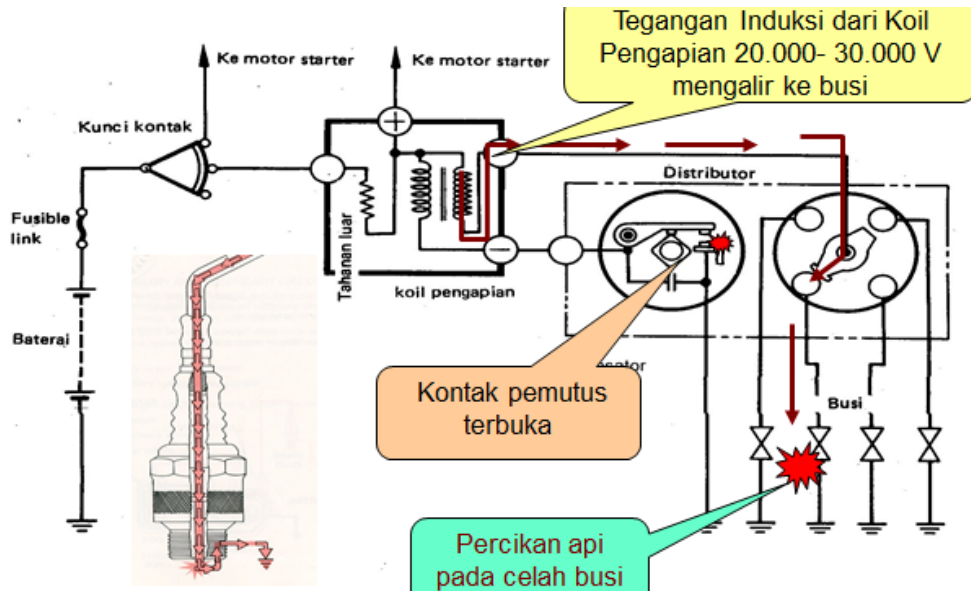 Tegangan Induksi dari Koil
Pengapian 20.000- 30.000 V
mengalir ke busi
Ke motor starter
Ke motor starter
Kunci kontak
Distributor
Fusible
link
Tahanan luar
koil pengapian
Baterai
Kontak pemutus
terbuka
Busi
Percikan api
pada celah busi